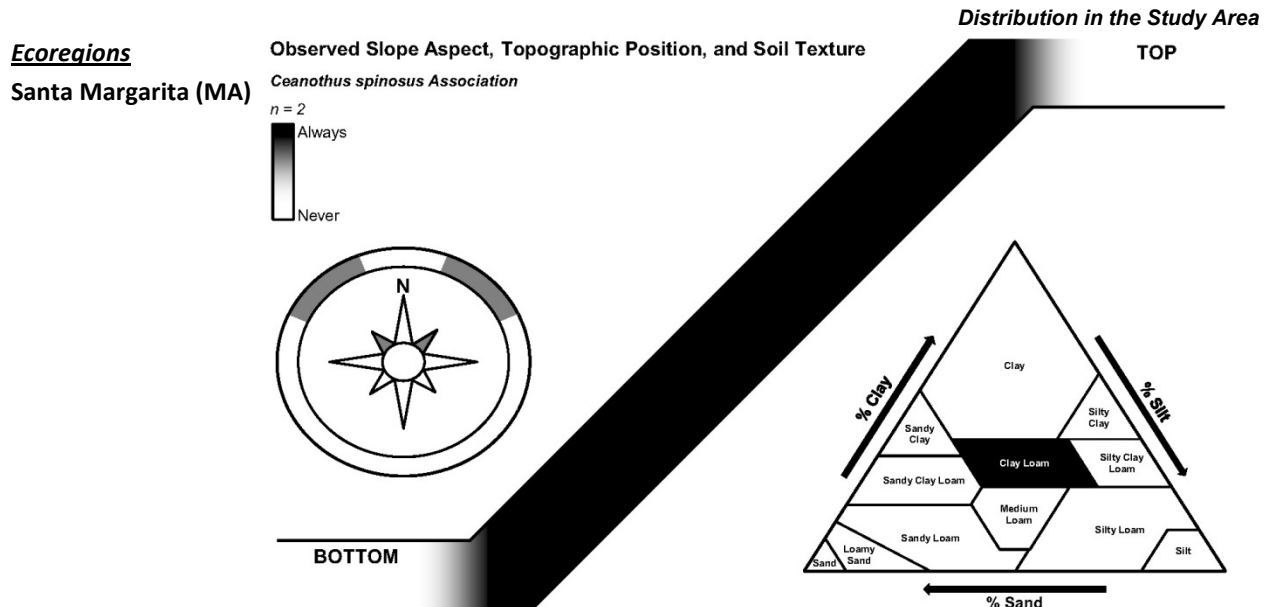 Distribution in the Study Area
Ecoregions
Santa Margarita (MA)
Observed Slope Aspect, Topographic Position, and Soil Texture
Ceanothus spinosus Association
n = 2
Always
Never
TOP
N
BOTTOM
% Clay
% Silt
Clay
Silty
Clay
Sandy
Clay
Clay Loam
Silty Clay
Loam
Sandy Clay Loam
Medium
Loam
Sandy Loam
Silty Loam
Sand
Loamy
Sand
Silt
% Sand